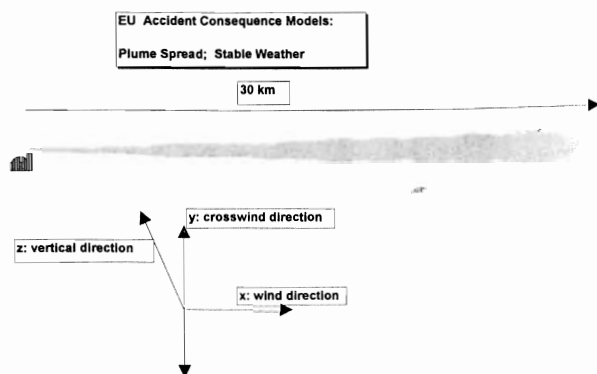 EU Accident Consequence Models:
Plume Spread; Stable Weather
30 km
y: crosswind direction
z: vertical direction
x: wind direction